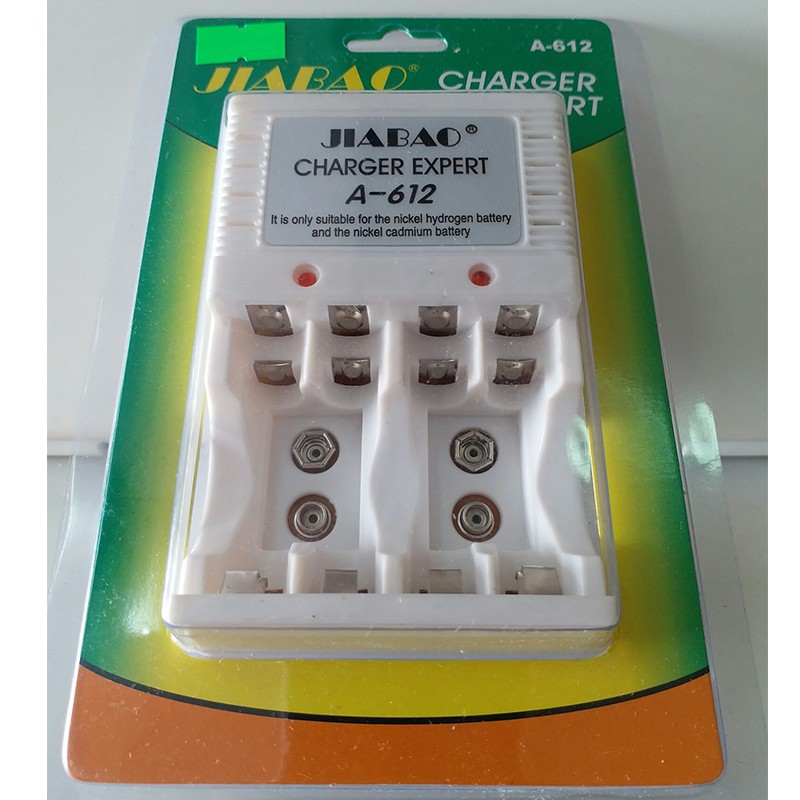 A-612
JIABAO® CHARGER
RT
JIABAO®
CHARGER EXPERT
A-612
It is only suitable for the nickel hydrogen battery
and the nickel cadmium battery